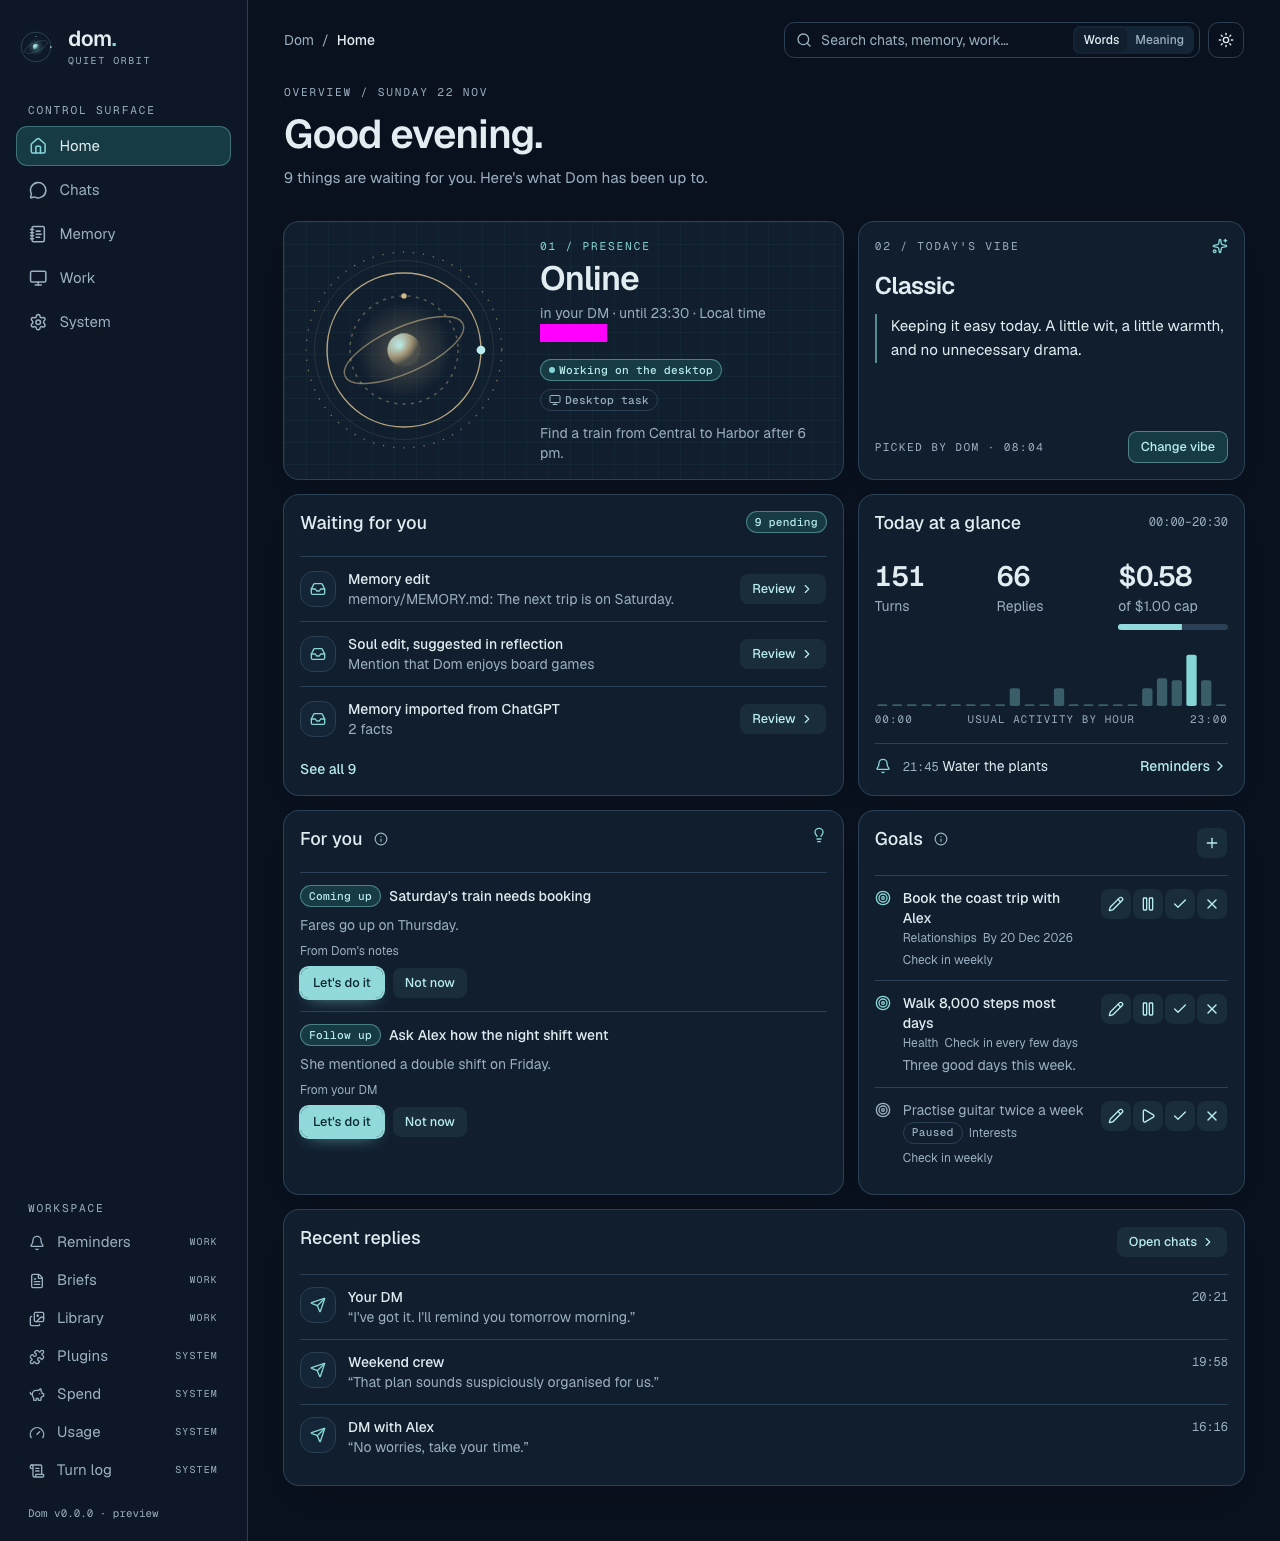 dom.
QUIET ORBIT
CONTROL SURFACE
Home
Chats
Memory
Work
System
WORKSPACE
Reminders WORK
Briefs WORK
Library WORK
Plugins SYSTEM
Spend SYSTEM
Usage SYSTEM
Turn log SYSTEM
Dom v0.0.0 · preview
Dom / Home
Search chats, memory, work…
Words Meaning
OVERVIEW / SUNDAY 22 NOV
Good evening.
9 things are waiting for you. Here's what Dom has been up to.
01 / PRESENCE
Online
in your DM · until 23:30 · Local time
Working on the desktop
Desktop task
Find a train from Central to Harbor after 6
pm.
02 / TODAY'S VIBE
Classic
Keeping it easy today. A little wit, a little warmth,
and no unnecessary drama.
PICKED BY DOM · 08:04
Change vibe
Waiting for you
9 pending
Memory edit
memory/MEMORY.md: The next trip is on Saturday.
Review
Soul edit, suggested in reflection
Mention that Dom enjoys board games
Review
Memory imported from ChatGPT
2 facts
Review
See all 9
Today at a glance
00:00–20:30
151
Turns
66
Replies
$0.58
of $1.00 cap
00:00 USUAL ACTIVITY BY HOUR 23:00
21:45 Water the plants
Reminders
For you
Coming up Saturday's train needs booking
Fares go up on Thursday.
From Dom's notes
Let's do it Not now
Follow up Ask Alex how the night shift went
She mentioned a double shift on Friday.
From your DM
Let's do it Not now
Goals
Book the coast trip with
Alex
Relationships By 20 Dec 2026
Check in weekly
Walk 8,000 steps most
days
Health Check in every few days
Three good days this week.
Practise guitar twice a week
Paused Interests
Check in weekly
Recent replies
Open chats
Your DM
20:21
“I've got it. I'll remind you tomorrow morning.”
Weekend crew
19:58
“That plan sounds suspiciously organised for us.”
DM with Alex
16:16
“No worries, take your time.”